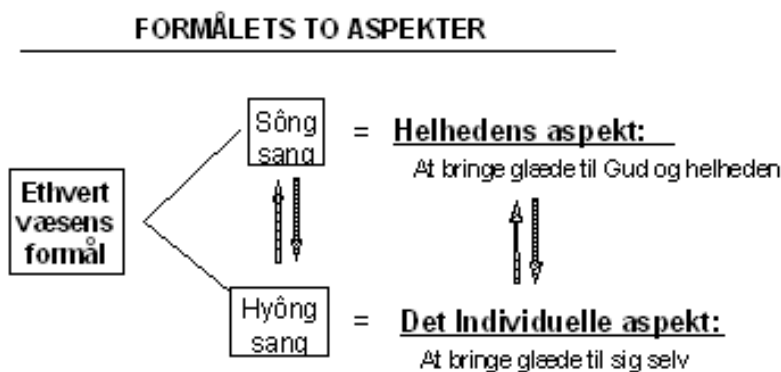 FORMÅLETS TO ASPEKTER
Sông
sang
= Helhedens aspekt:
At bringe glæde til Gud og helheden
Ethvert
væsens
formål
Hyông
sang
= Det Individuelle aspekt:
At bringe glæde til sig selv